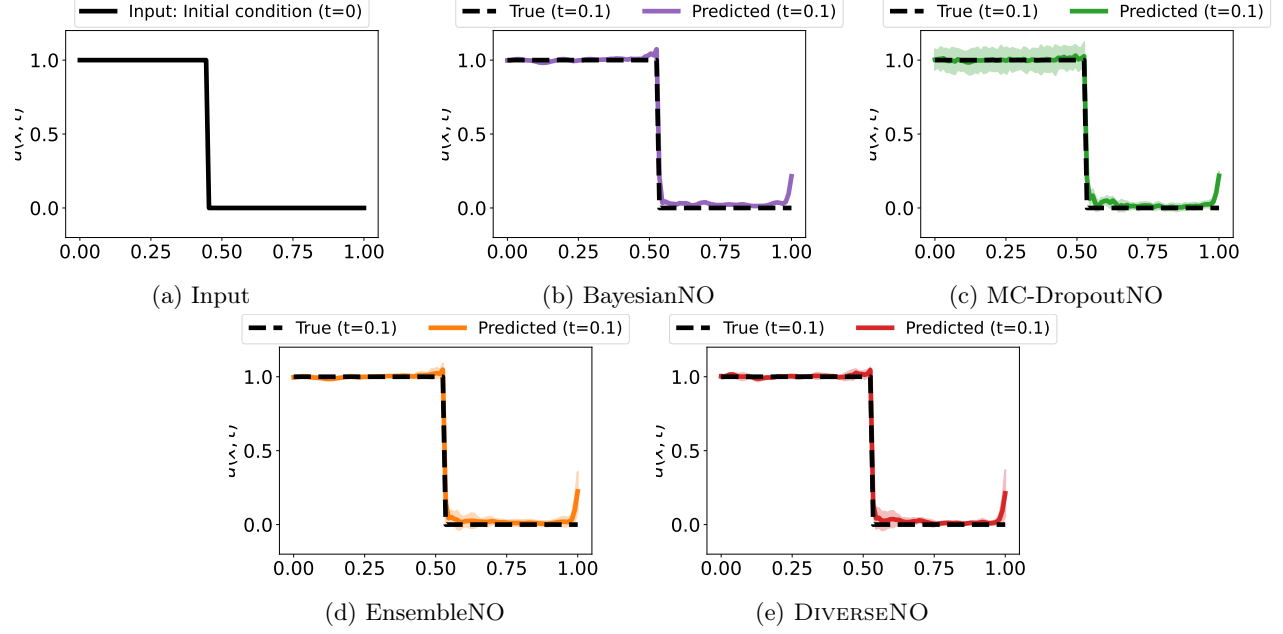 Input: Initial condition (t=0)
True (t=0.1) Predicted (t=0.1)
True (t=0.1) Predicted (t=0.1)
1.0
0.5
0.0
0.00 0.25 0.50 0.75 1.00
(a) Input
u(x, t)
1.0
0.5
0.0
0.00 0.25 0.50 0.75 1.00
(b) BayesianNO
u(x, t)
1.0
0.5
0.0
0.00 0.25 0.50 0.75 1.00
(c) MC-DropoutNO
u(x, t)
True (t=0.1) Predicted (t=0.1)
True (t=0.1) Predicted (t=0.1)
1.0
0.5
0.0
0.00 0.25 0.50 0.75 1.00
(d) EnsembleNO
u(x, t)
1.0
0.5
0.0
0.00 0.25 0.50 0.75 1.00
(e) DIVERSENO
u(x, t)